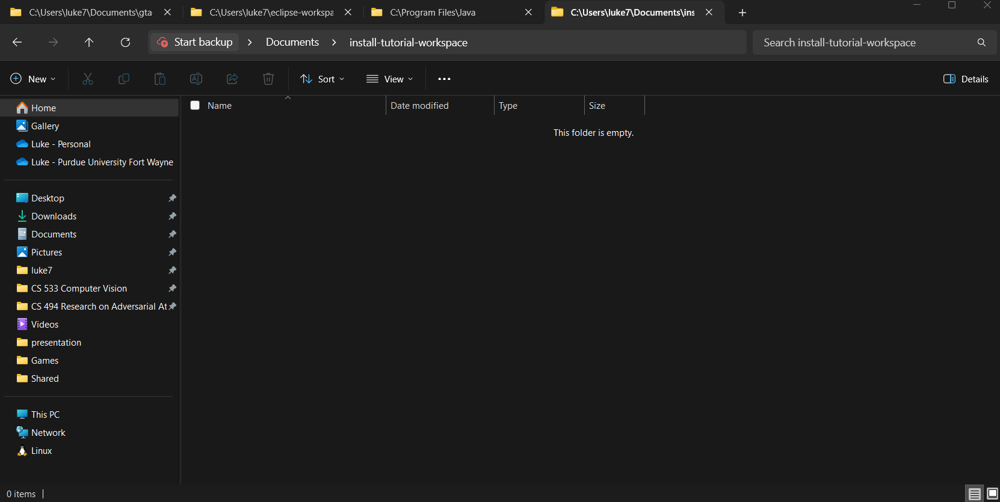 C:\Users\luke7\Documents\gta-
C:\Users\luke7\eclipse-workspa
C:\Program Files\Java
C:\Users\luke7\Documents\ins
Start backup
Documents
install-tutorial-workspace
Search install-tutorial-workspace
New
Sort
View
Details
Home
Gallery
Luke - Personal
Luke - Purdue University Fort Wayne
Desktop
Downloads
Documents
Pictures
luke7
CS 533 Computer Vision
CS 494 Research on Adversarial At
Videos
presentation
Games
Shared
This PC
Network
Linux
Name
Date modified
Type
Size
This folder is empty.
0 items